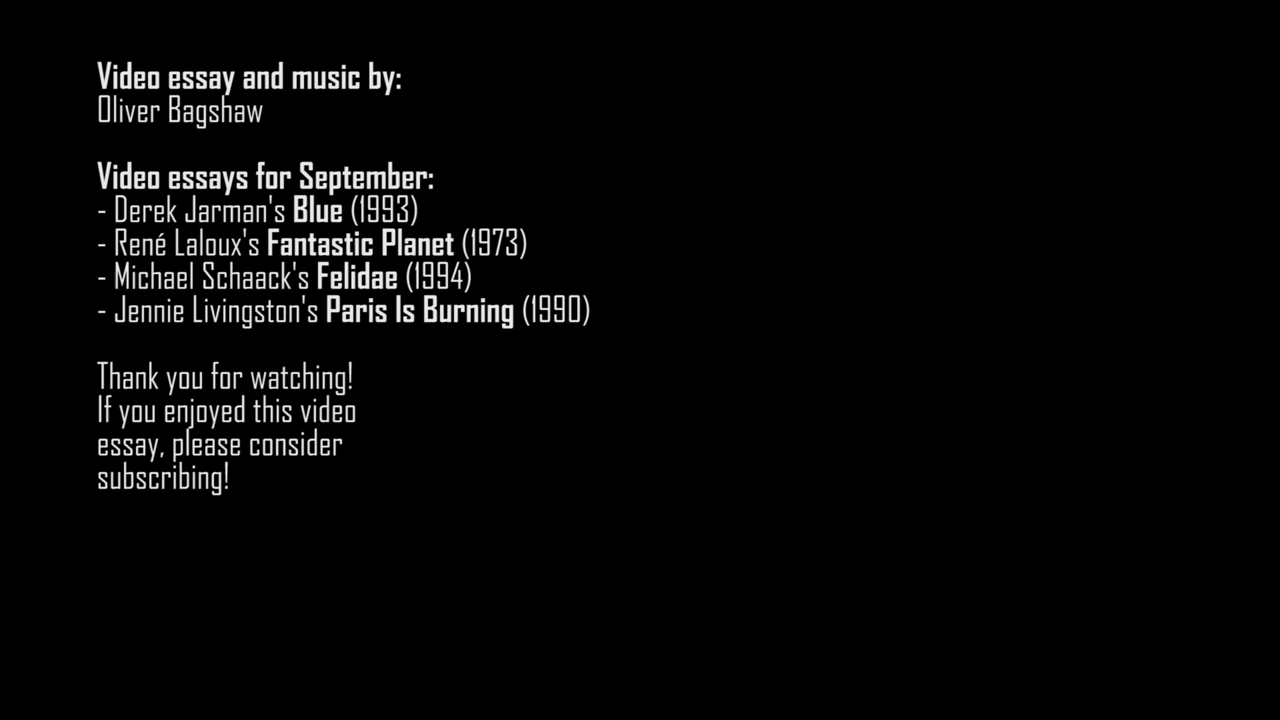 Video essay and music by:
Oliver Bagshaw
Video essays for September:
- Derek Jarman's Blue (1993)
- René Laloux's Fantastic Planet (1973)
- Michael Schaack's Felidae (1994)
- Jennie Livingston's Paris Is Burning (1990)
Thank you for watching!
If you enjoyed this video
essay, please consider
subscribing!